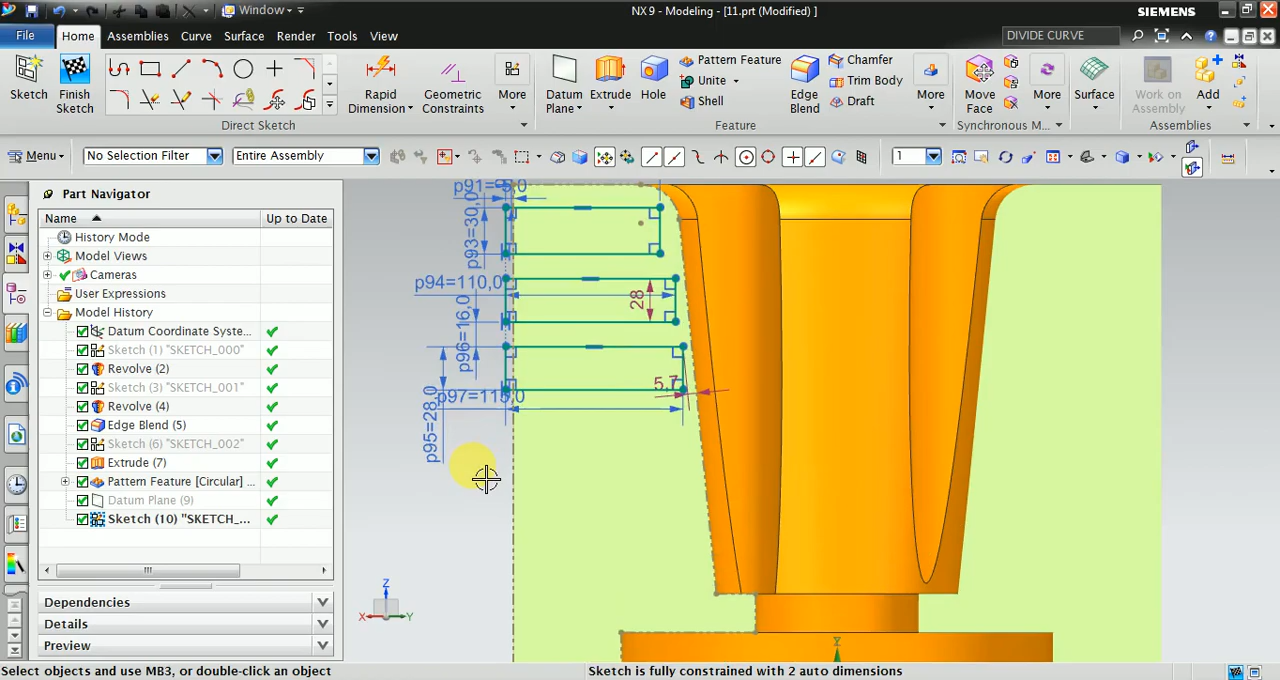 Window
NX 9 - Modeling - [11.prt (Modified) ]
SIEMENS
File
Home
Assemblies
Curve
Surface
Render
Tools
View
DIVIDE CURVE
Sketch
Finish Sketch
Direct Sketch
Rapid Dimension
Geometric Constraints
More
Datum Plane
Extrude
Hole
Pattern Feature
Unite
Shell
Edge Blend
Chamfer
Trim Body
Draft
More
Feature
Move Face
More
Synchronous M...
Surface
Work on Assembly
Add
Assemblies
Menu
No Selection Filter
Entire Assembly
1
Part Navigator
Name
Up to Date
History Mode
Model Views
Cameras
User Expressions
Model History
Datum Coordinate Syste...
Sketch (1) "SKETCH_000"
Revolve (2)
Sketch (3) "SKETCH_001"
Revolve (4)
Edge Blend (5)
Sketch (6) "SKETCH_002"
Extrude (7)
Pattern Feature [Circular] ...
Datum Plane (9)
Sketch (10) "SKETCH_...
Dependencies
Details
Preview
p93=30,0
p94=110,0
28
p96=16,0
5,7
p95=28,0
Z
X
Y
Y
Select objects and use MB3, or double-click an object
Sketch is fully constrained with 2 auto dimensions